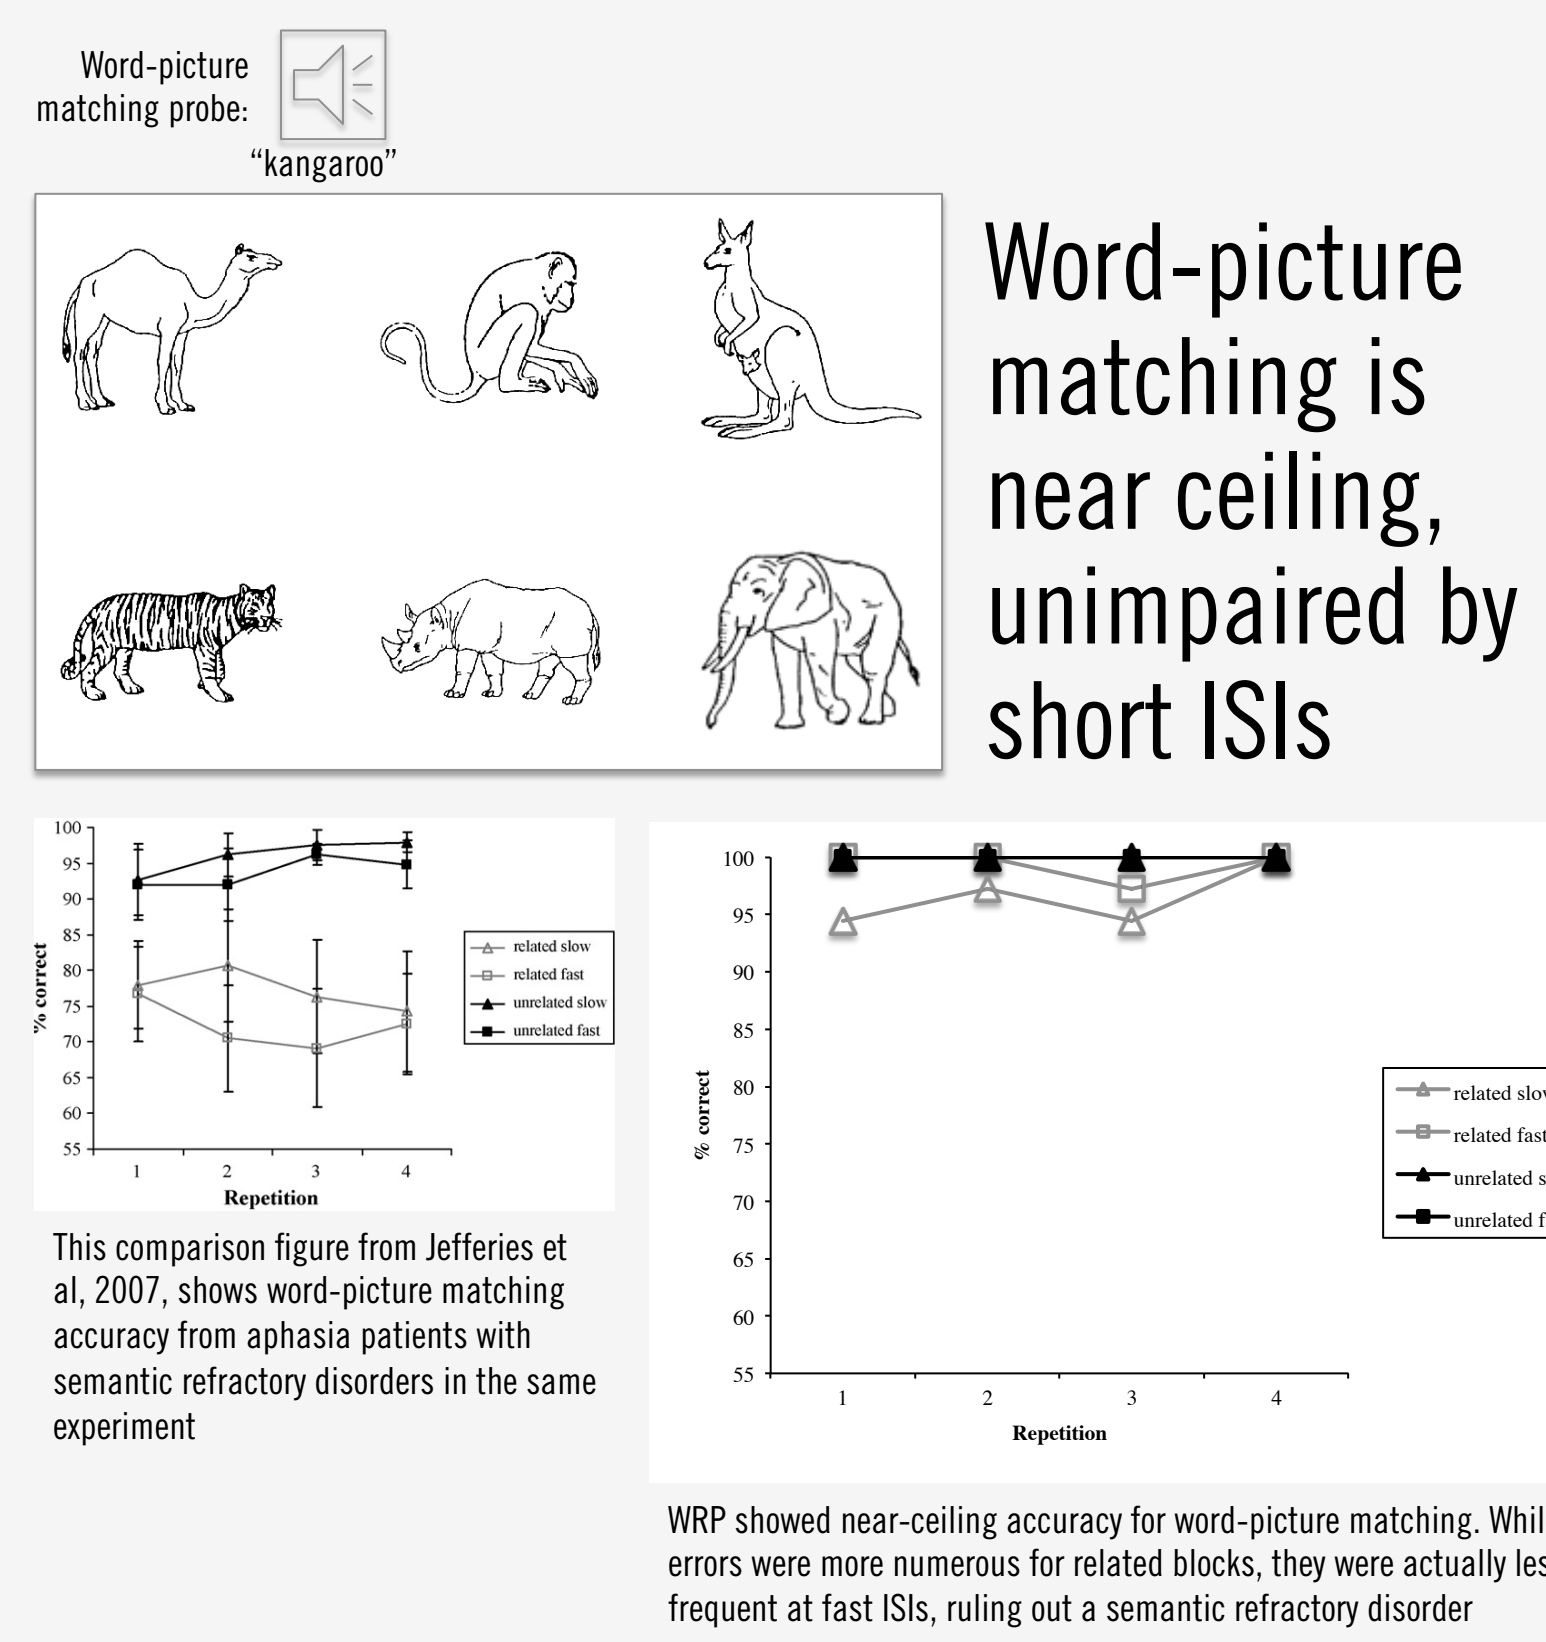 Word-picture
matching probe:
“kangaroo”
Word-picture
matching is
near ceiling,
unimpaired by
short ISIs
100
95
90
85
80
75
70
65
60
55
% correct
1 2 3 4
Repetition
related slow
related fast
unrelated slow
unrelated fast
This comparison figure from Jefferies et
al, 2007, shows word-picture matching
accuracy from aphasia patients with
semantic refractory disorders in the same
experiment
100
95
90
85
80
75
70
65
60
55
% correct
1 2 3 4
Repetition
related slow
related fast
unrelated s
unrelated f
WRP showed near-ceiling accuracy for word-picture matching. Whil
errors were more numerous for related blocks, they were actually les
frequent at fast ISIs, ruling out a semantic refractory disorder